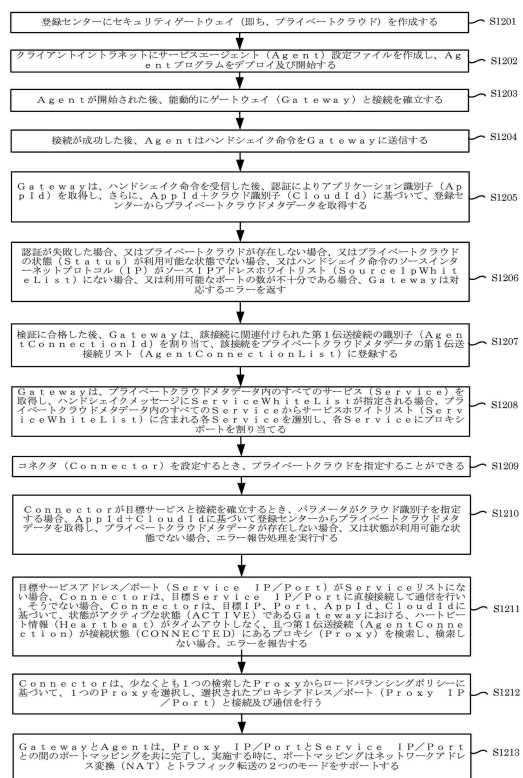 登録センターにセキュリティゲートウェイ（即ち、プライベートクラウド）を作成する
S1201
クライアントイントラネットにサービスエージェント（Agent）設定ファイルを作成し、Ag
entプログラムをデプロイ及び開始する
S1202
Agentが開始された後、能動的にゲートウェイ（Gateway）と接続を確立する
S1203
接続が成功した後、AgentはハンドシェイクHS命令をGatewayに送信する
S1204
Gatewayは、ハンドシェイク命令を受信した後、認証によりアプリケーション識別子（Ap
pId）を取得し、さらに、AppId＋クラウド識別子（CloudId）に基づいて、登録セ
ンターからプライベートクラウドメタデータを取得する
S1205
認証が失敗した場合、又はプライベートクラウドが存在しない場合、又はプライベートクラウド
の状態（Status）が利用可能な状態でない場合、又はハンドシェイク命令のソースインタ
ーネットプロトコル（IP）がソースIPアドレスホワイトリスト（SourceIpWhit
eList）にない場合、又は利用可能なポートの数が不十分である場合、Gatewayは対
応するエラーを返す
S1206
検証に合格した後、Gatewayは、該接続に関連付けられた第1伝送接続の識別子（Agen
tConnectionId）を割り当て、該接続をプライベートクラウドメタデータの第1伝送
接続リスト（AgentConnectionList）に登録する
S1207
Gatewayは、プライベートクラウドメタデータ内のすべてのサービス（Service）を
取得し、ハンドシェイクメッセージにServiceWhiteListが指定される場合、プラ
イベートクラウドメタデータ内のすべてのServiceからサービスホワイトリスト（Serv
iceWhiteList）に含まれる各Serviceを選別し、各Serviceにプロキシ
ポートを割り当てる
S1208
コネクタ（Connector）を設定するとき、プライベートクラウドを指定することができる
S1209
Connectorが目標サービスと接続を確立するとき、パラメータがクラウド識別子を指定
する場合、AppId＋CloudIdに基づいて登録センターからプライベートクラウドメタ
データを取得し、プライベートクラウドメタデータが存在しない場合、又は状態が利用可能な状
態でない場合、エラー報告処理を実行する
S1210
目標サービスアドレス／ポート（Service IP／Port）がServiceリストにな
い場合、Connectorは、目標Service IP／Portに直接接続して通信を行い
、そうでない場合、Connectorは、目標IP、Port、AppId、CloudIdに
基づいて、状態がアクティブな状態（ACTIVE）であるGatewayにおける、ハートビー
ト情報（Heartbeat）がタイムアウトしなく、且つ第1伝送接続（AgentConne
ction）が接続状態（CONNECTED）にあるプロキシ（Proxy）を検索し、検索し
ない場合、エラーを報告する
S1211
Connectorは、少なくとも1つの検索したProxyからロードバランシングポリシーに
基づいて、1つのProxyを選択し、選択されたプロキシアドレス／ポート（Proxy IP
／Port）と接続及び通信を行う
S1212
GatewayとAgentは、Proxy IP／PortとService IP／Port
との間のポートマッピングを共に完了し、実施する時に、ポートマッピングはネットワークアドレ
ス変換（NAT）とトラフィック転送の2つのモードをサポートする
S1213